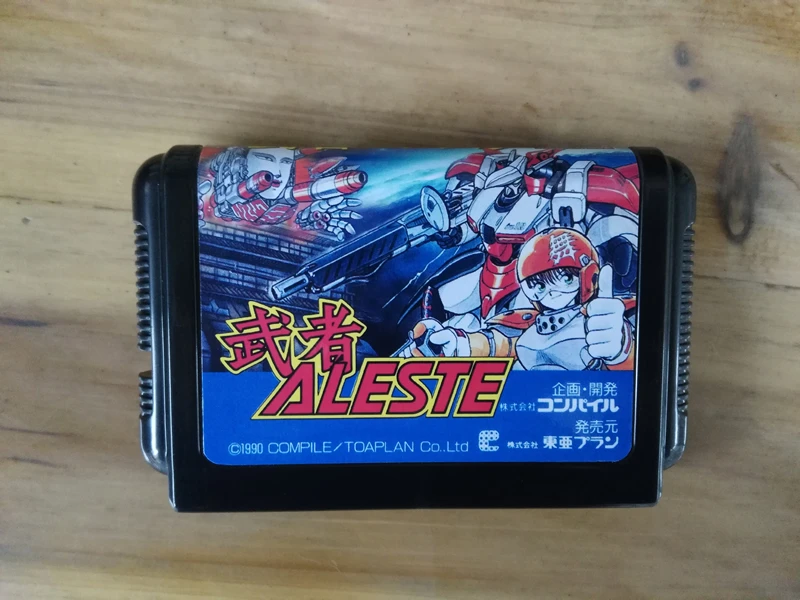 舞
武者
ALESTE
企画・開発
株式会社 コンパイル
発売元
©1990 COMPILE/TOAPLAN Co.,Ltd
株式会社 東亜プラン